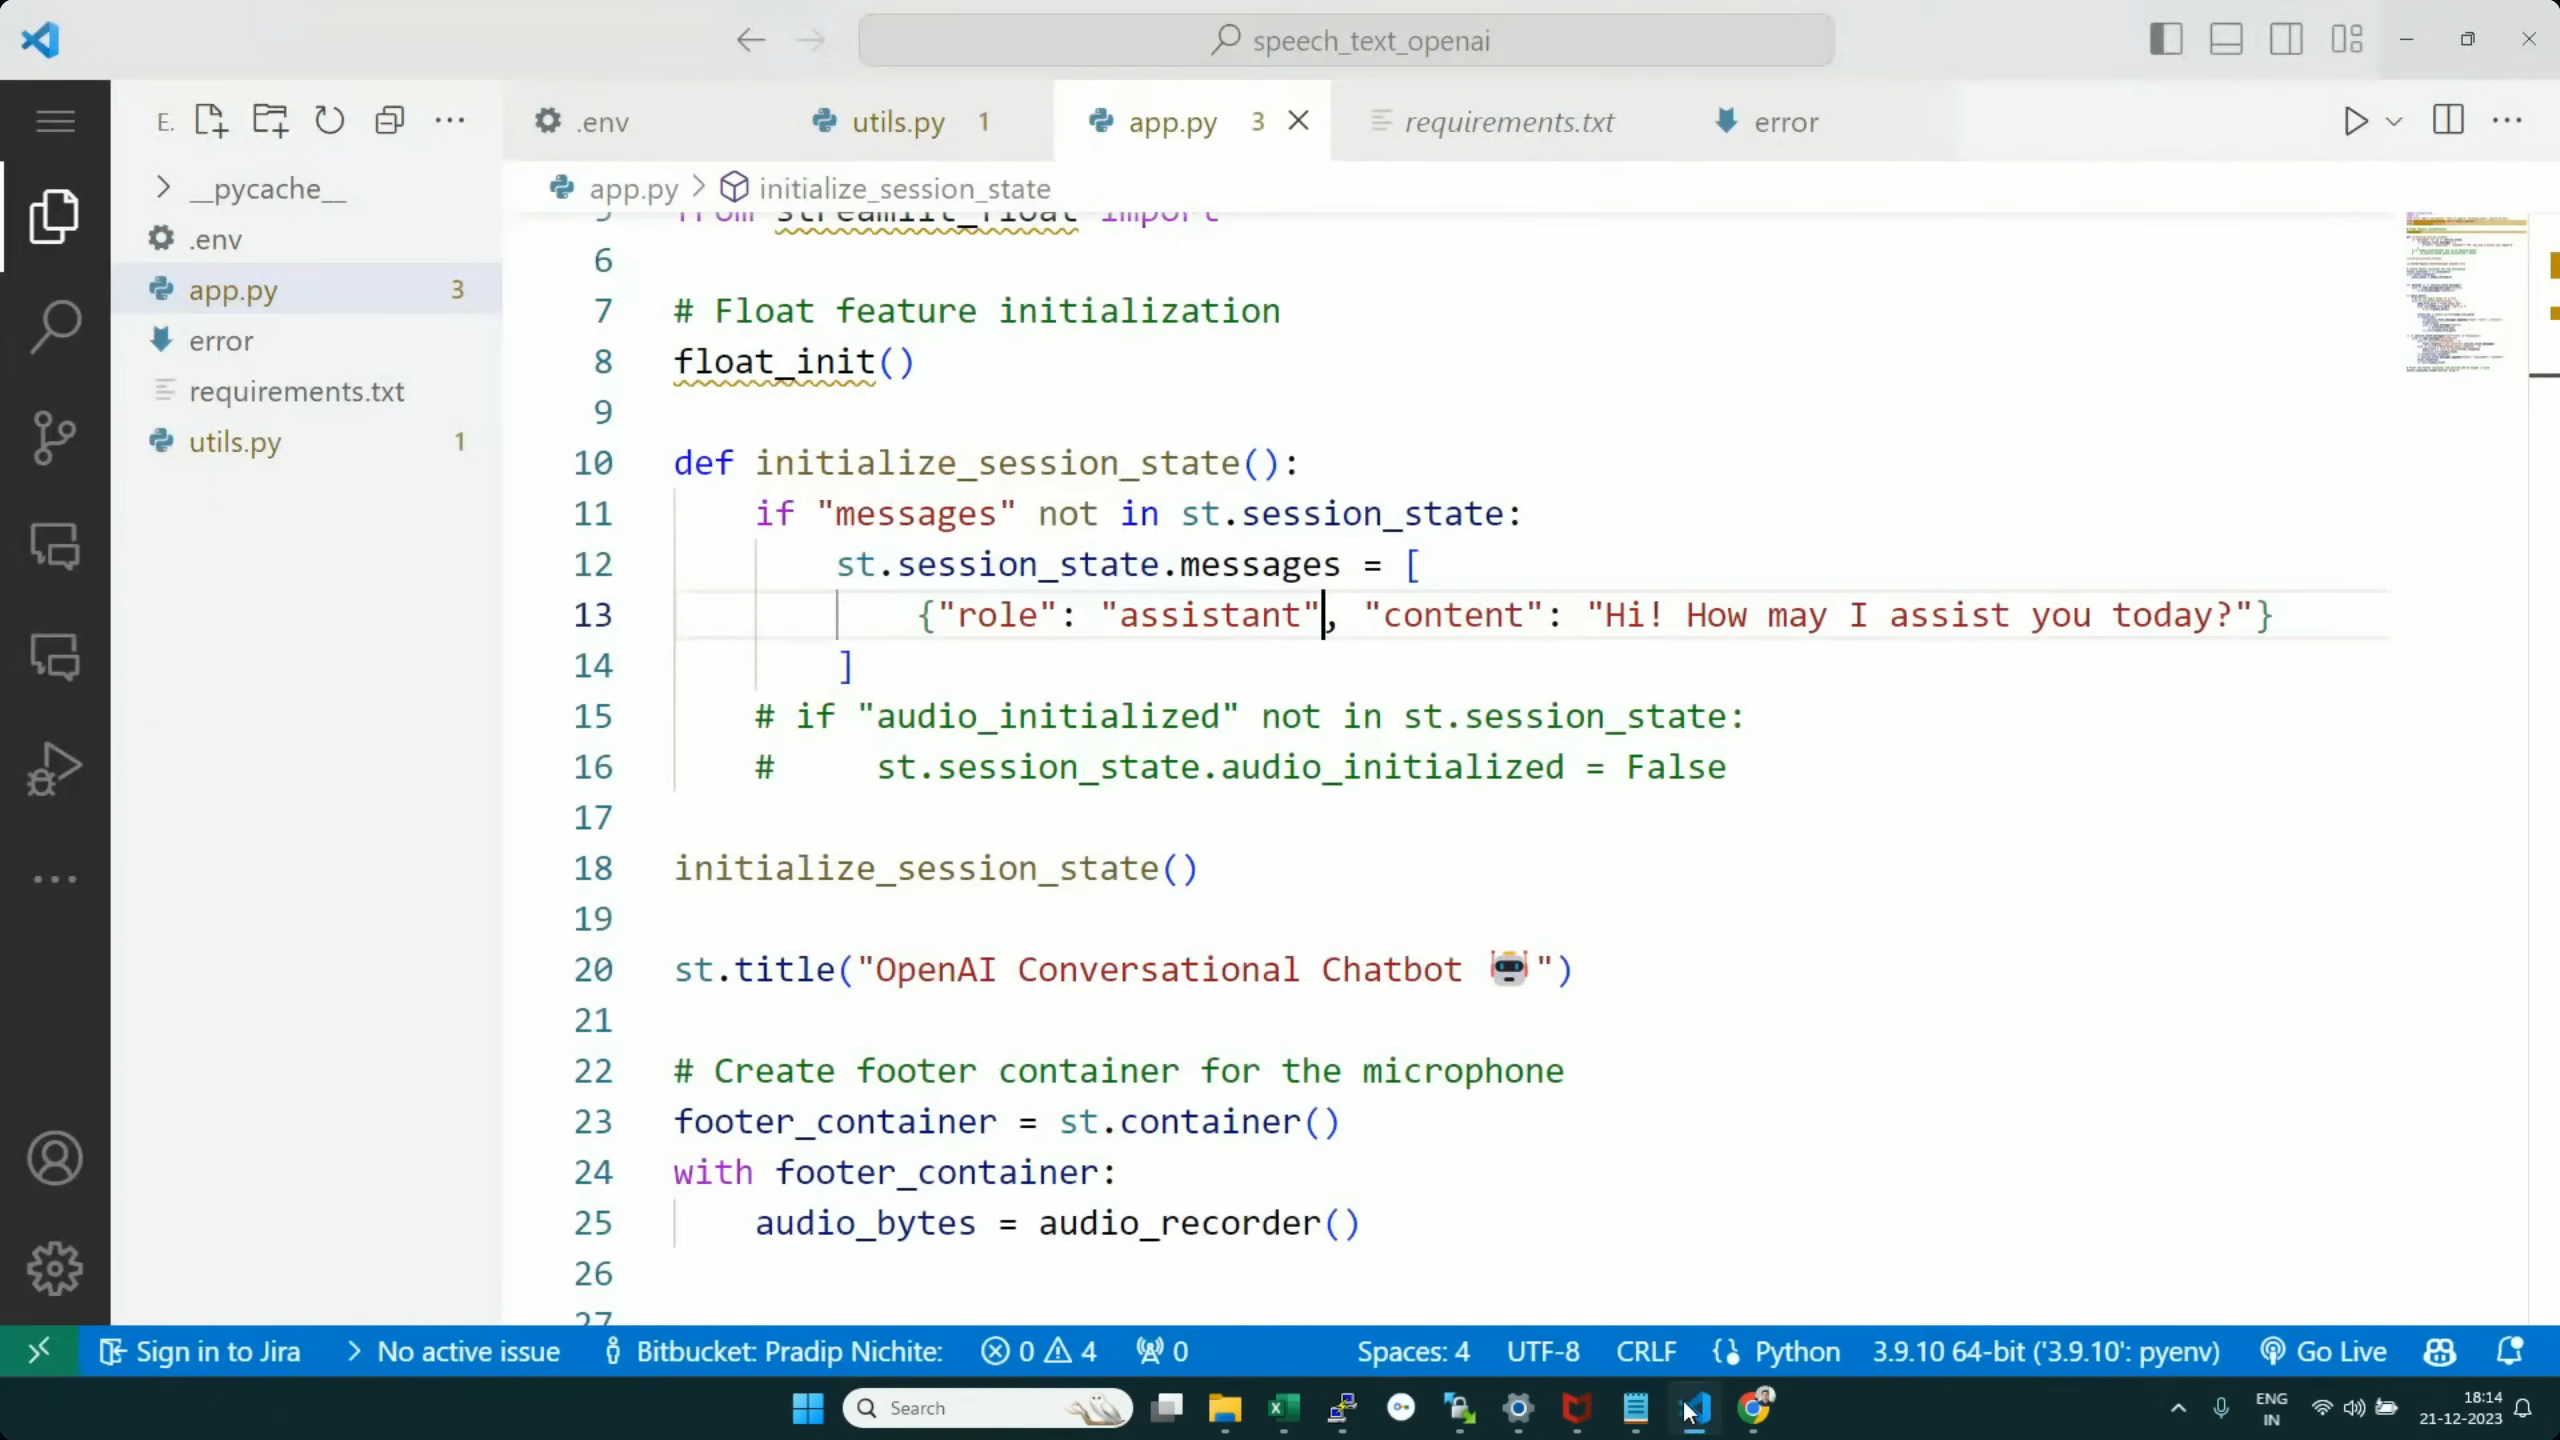 speech_text_openai
E.
.env
utils.py 1
app.py 3
requirements.txt
error
__pycache__
.env
app.py 3
error
requirements.txt
utils.py 1
app.py > initialize_session_state
5 from streamlit_float import
6
7 # Float feature initialization
8 float_init()
9
10 def initialize_session_state():
11 if "messages" not in st.session_state:
12 st.session_state.messages = [
13 {"role": "assistant", "content": "Hi! How may I assist you today?"}
14 ]
15 # if "audio_initialized" not in st.session_state:
16 # st.session_state.audio_initialized = False
17
18 initialize_session_state()
19
20 st.title("OpenAI Conversational Chatbot 🤖")
21
22 # Create footer container for the microphone
23 footer_container = st.container()
24 with footer_container:
25 audio_bytes = audio_recorder()
26
27
Sign in to Jira > No active issue Bitbucket: Pradip Nichite: 0 4 0 Spaces: 4 UTF-8 CRLF Python 3.9.10 64-bit ('3.9.10': pyenv) Go Live
Search
ENG
IN
18:14
21-12-2023